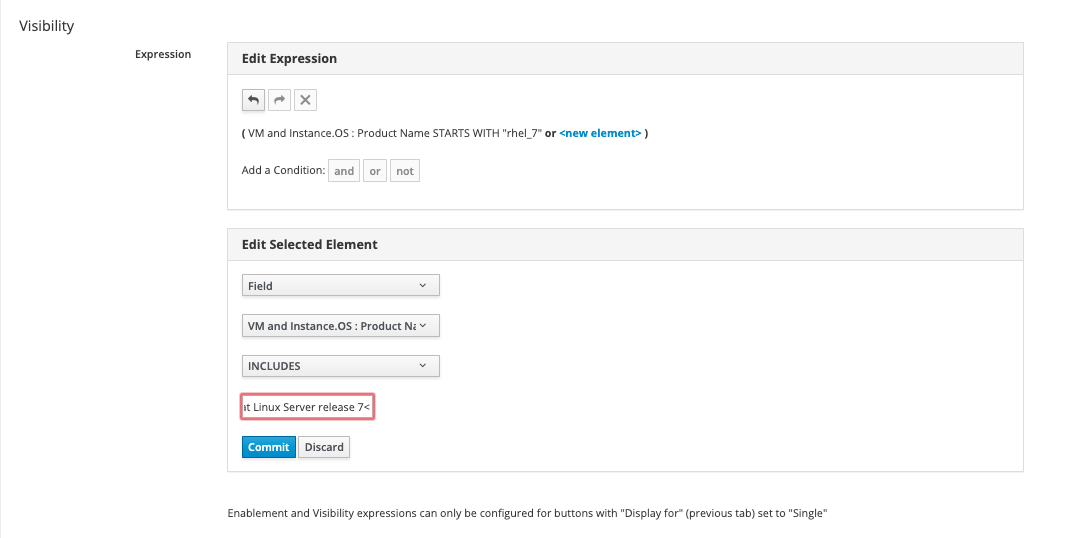 Visibility
Expression
Edit Expression
( VM and Instance.OS : Product Name STARTS WITH "rhel_7" or <new element> )
Add a Condition: and or not
Edit Selected Element
Field
VM and Instance.OS : Product Na
INCLUDES
at Linux Server release 7<
Commit Discard
Enablement and Visibility expressions can only be configured for buttons with "Display for" (previous tab) set to "Single"